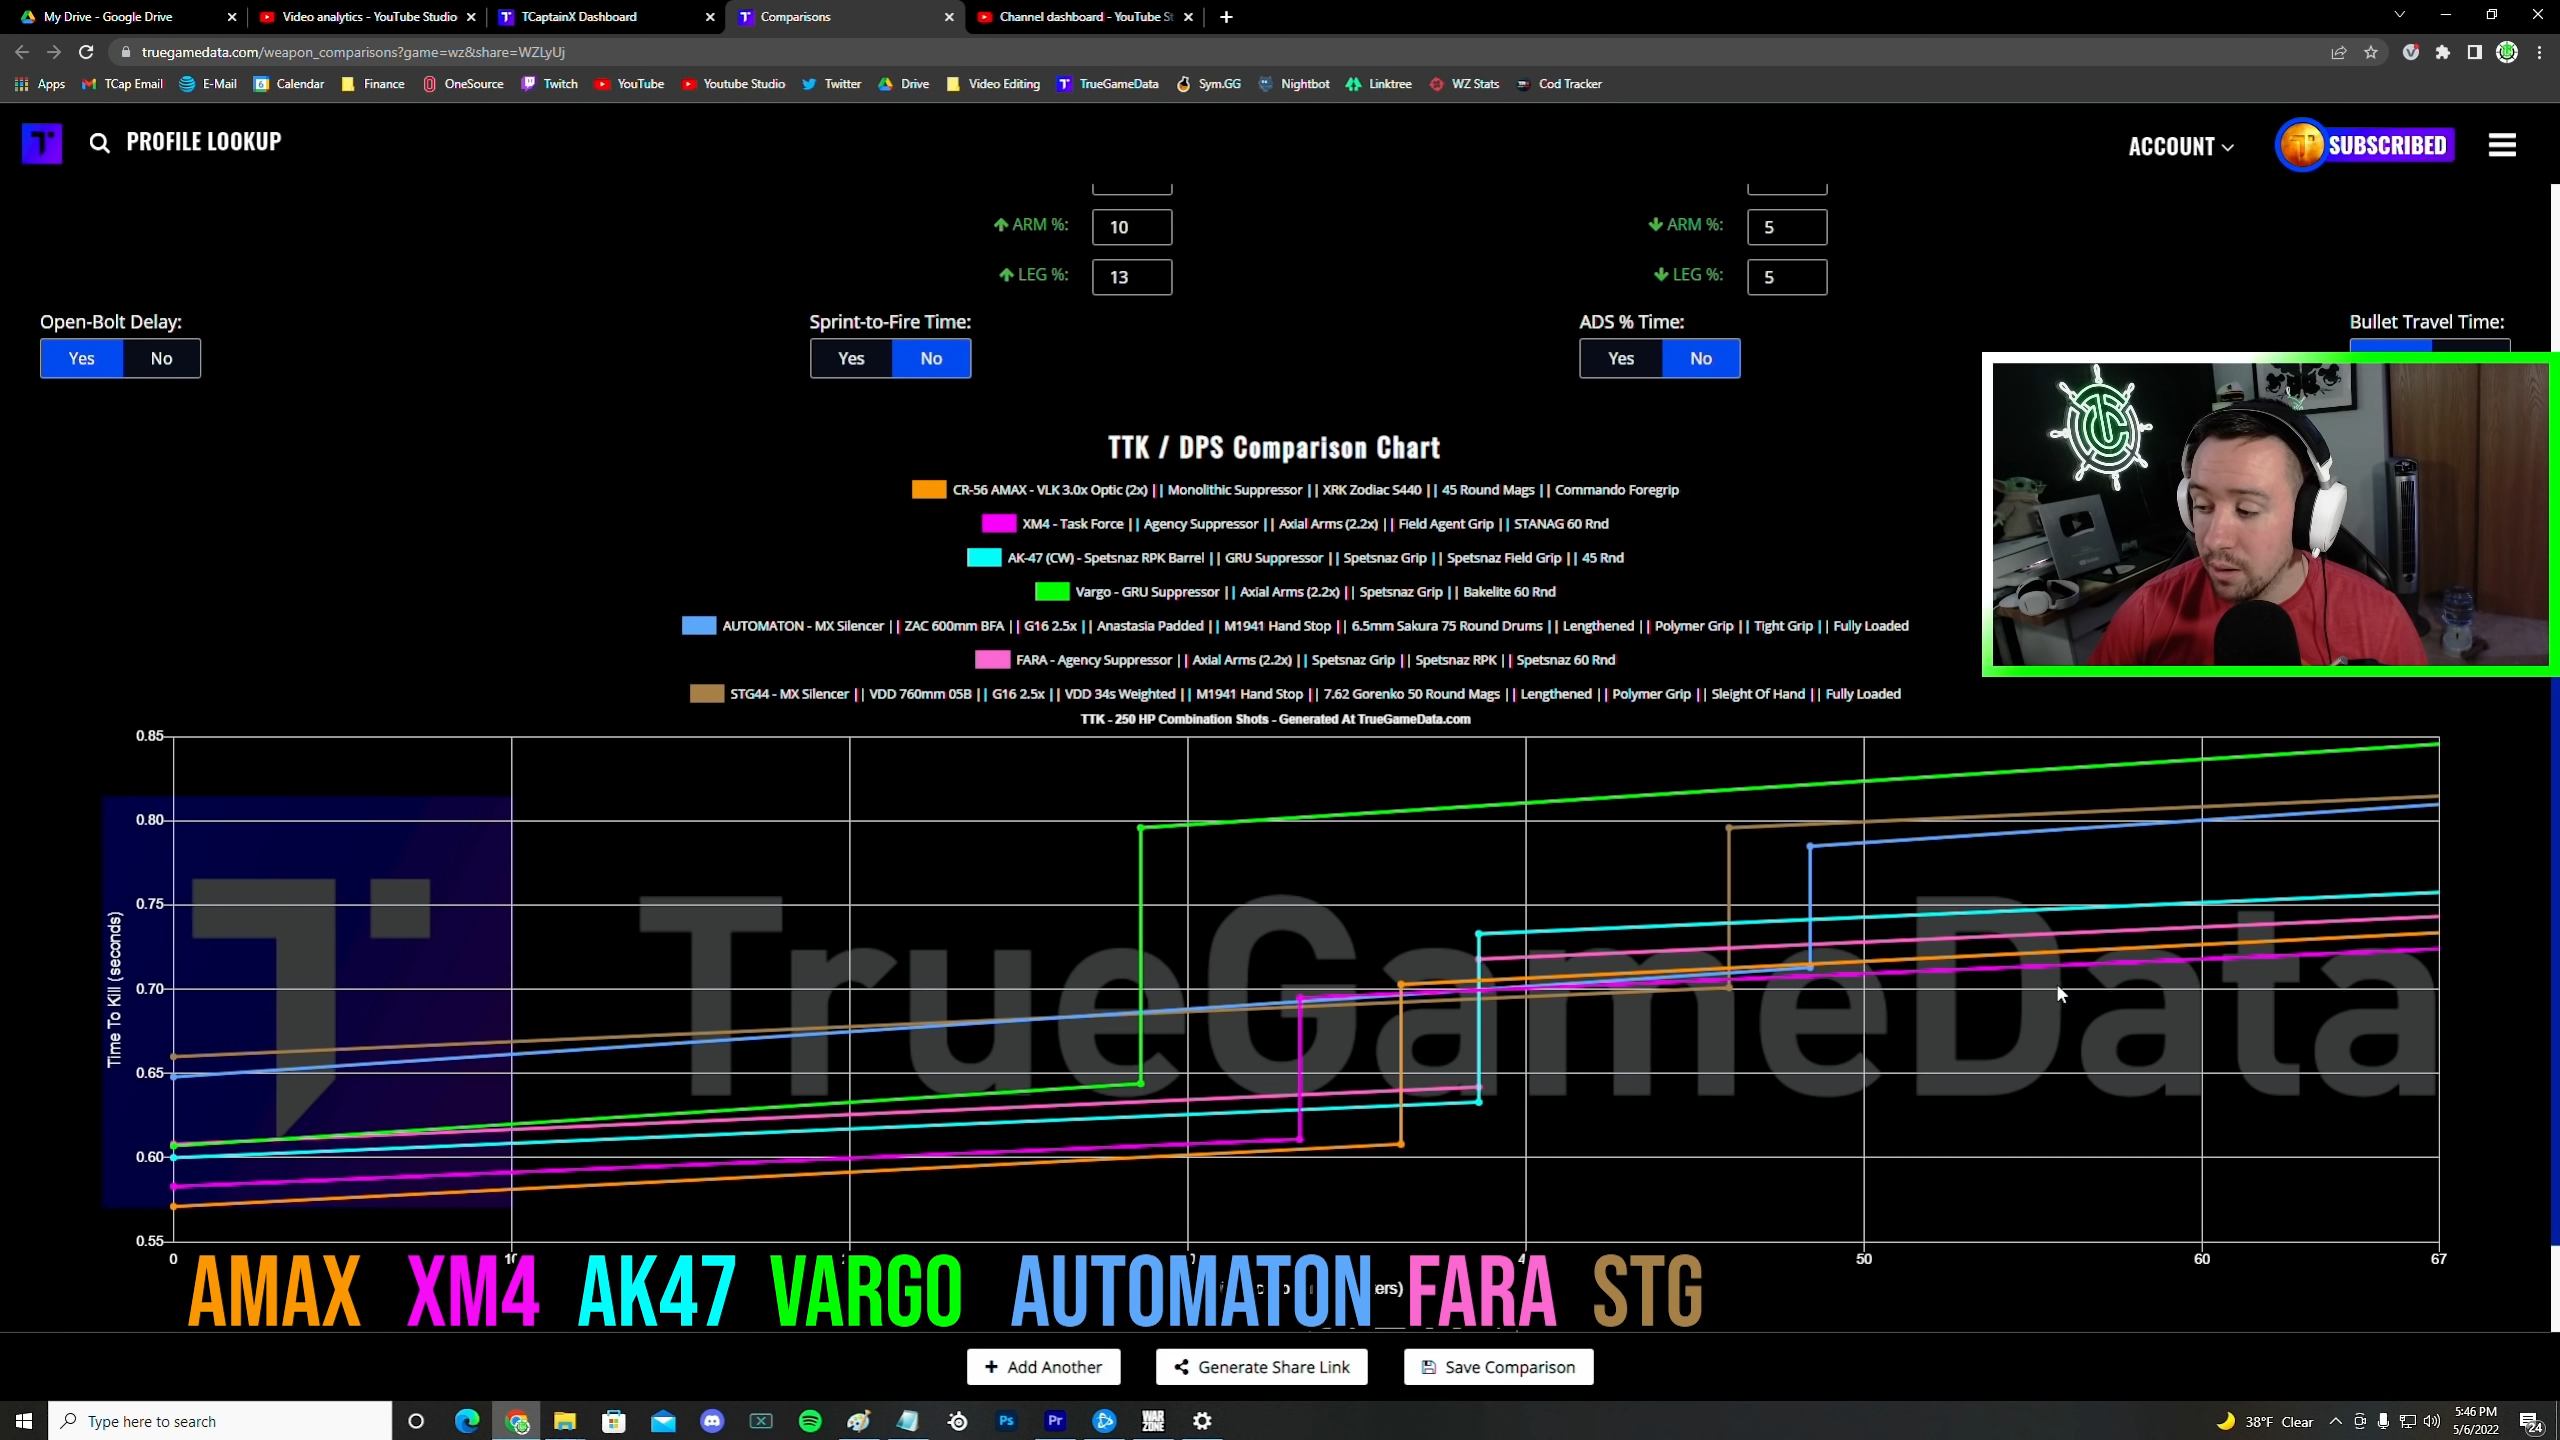 My Drive - Google Drive
Video analytics - YouTube Studio
TCaptainX Dashboard
Comparisons
Channel dashboard - YouTube St
truegamedata.com/weapon_comparisons?game=wz&share=WZLyUj
Apps TCap Email E-Mail Calendar Finance OneSource Twitch YouTube Youtube Studio Twitter Drive Video Editing TrueGameData Sym.GG Nightbot Linktree WZ Stats Cod Tracker
PROFILE LOOKUP
ACCOUNT
SUBSCRIBED
ARM %: 10
ARM %: 5
LEG %: 13
LEG %: 5
Open-Bolt Delay: Sprint-to-Fire Time: ADS % Time: Bullet Travel Time:
Yes No Yes No Yes No
TTK / DPS Comparison Chart
CR-56 AMAX - VLK 3.0x Optic (2x) || Monolithic Suppressor || XRK Zodiac S440 || 45 Round Mags || Commando Foregrip
XM4 - Task Force || Agency Suppressor || Axial Arms (2.2x) || Field Agent Grip || STANAG 60 Rnd
AK-47 (CW) - Spetsnaz RPK Barrel || GRU Suppressor || Spetsnaz Grip || Spetsnaz Field Grip || 45 Rnd
Vargo - GRU Suppressor || Axial Arms (2.2x) || Spetsnaz Grip || Bakelite 60 Rnd
AUTOMATON - MX Silencer || ZAC 600mm BFA || G16 2.5x || Anastasia Padded || M1941 Hand Stop || 6.5mm Sakura 75 Round Drums || Lengthened || Polymer Grip || Tight Grip || Fully Loaded
FARA - Agency Suppressor || Axial Arms (2.2x) || Spetsnaz Grip || Spetsnaz RPK || Spetsnaz 60 Rnd
STG44 - MX Silencer || VDD 760mm 05B || G16 2.5x || VDD 34s Weighted || M1941 Hand Stop || 7.62 Gorenko 50 Round Mags || Lengthened || Polymer Grip || Sleight Of Hand || Fully Loaded
TTK - 250 HP Combination Shots - Generated At TrueGameData.com
0.85
0.80
0.75
0.70
0.65
0.60
0.55
Time To Kill (seconds)
TrueGameData
0 50 60 67
AMAX XM4 AK47 VARGO AUTOMATON FARA STG
ers)
Add Another
Generate Share Link
Save Comparison
Type here to search
Ps
Pr
WAR
ZONE
38°F Clear
5:46 PM
5/6/2022
24